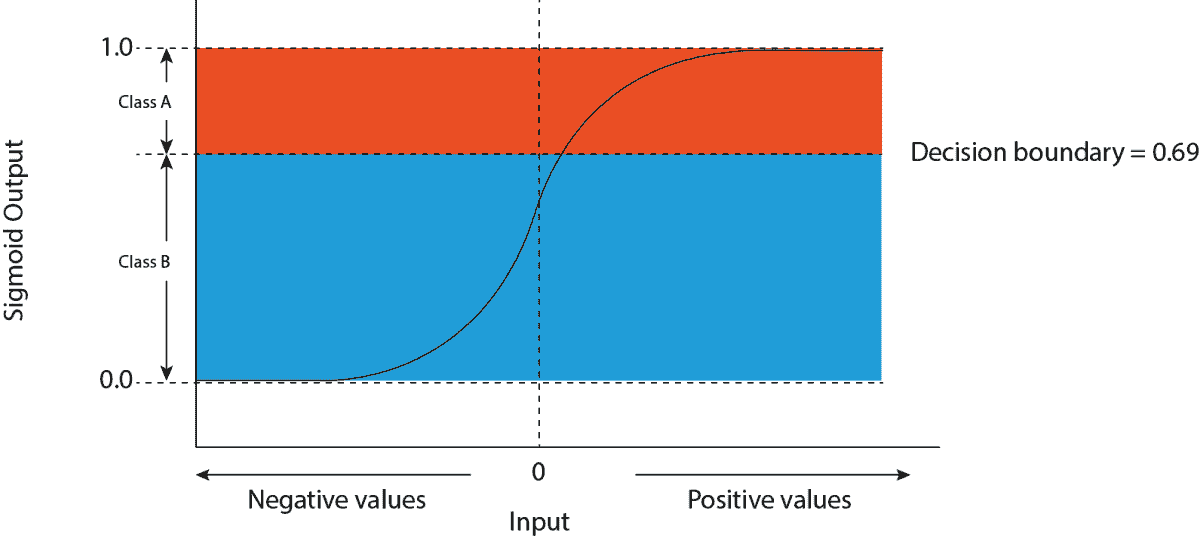 1.0
Class A
Decision boundary = 0.69
Sigmoid Output
Class B
0.0
0
Negative values
Positive values
Input